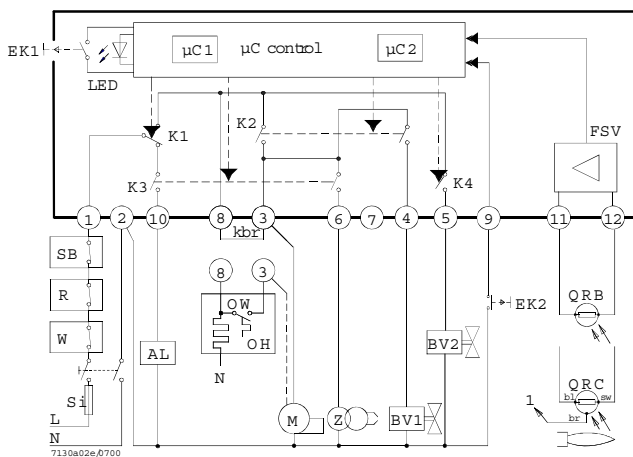 EK1
LED
µC1
µC control
µC2
FSV
K1
K2
K3
K4
1
2
10
8
3
6
7
4
5
9
11
12
kbr
SB
R
W
Si
L
N
8
3
OW
OH
N
AL
M
Z
BV1
BV2
EK2
QRB
QRC
bl
sw
br
1
7130a02e/0700